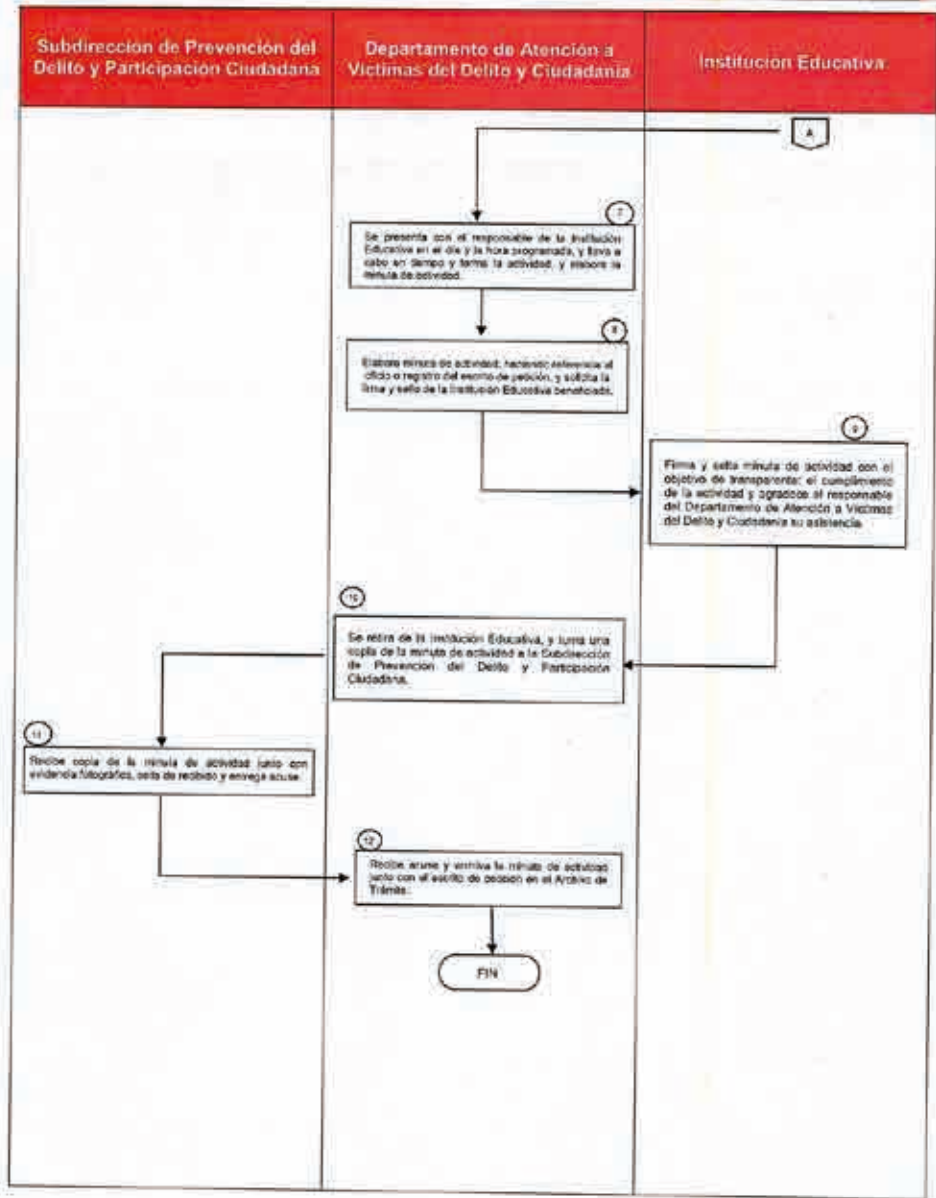 Subdireccion de Prevención del
Delito y Participación Ciudadana
Departamento de Atención a
Victimas del Delito y Ciudadania
Institución Educativa
A
7
Se presenta con el responsable de la Institución
Educativa en el día y la hora programada, y lleva a
cabo en tiempo y forma la actividad, y elabora la
minuta de actividad.
8
Elabora minuta de actividad, haciendo referencia al
oficio o registro del escrito de petición, y solicita la
firma y sello de la Institución Educativa beneficiada.
9
Firma y sella minuta de actividad con el
objetivo de transparentar el cumplimiento
de la actividad y agradece al responsable
del Departamento de Atención a Víctimas
del Delito y Ciudadanía su asistencia.
10
Se retira de la Institución Educativa, y turna una
copia de la minuta de actividad a la Subdirección
de Prevención del Delito y Participación
Ciudadana.
11
Recibe copia de la minuta de actividad junto con
evidencia fotográfica, sella de recibido y entrega acuse.
12
Recibe acuse y archiva la minuta de actividad
junto con el escrito de petición en el Archivo de
Trámite.
FIN